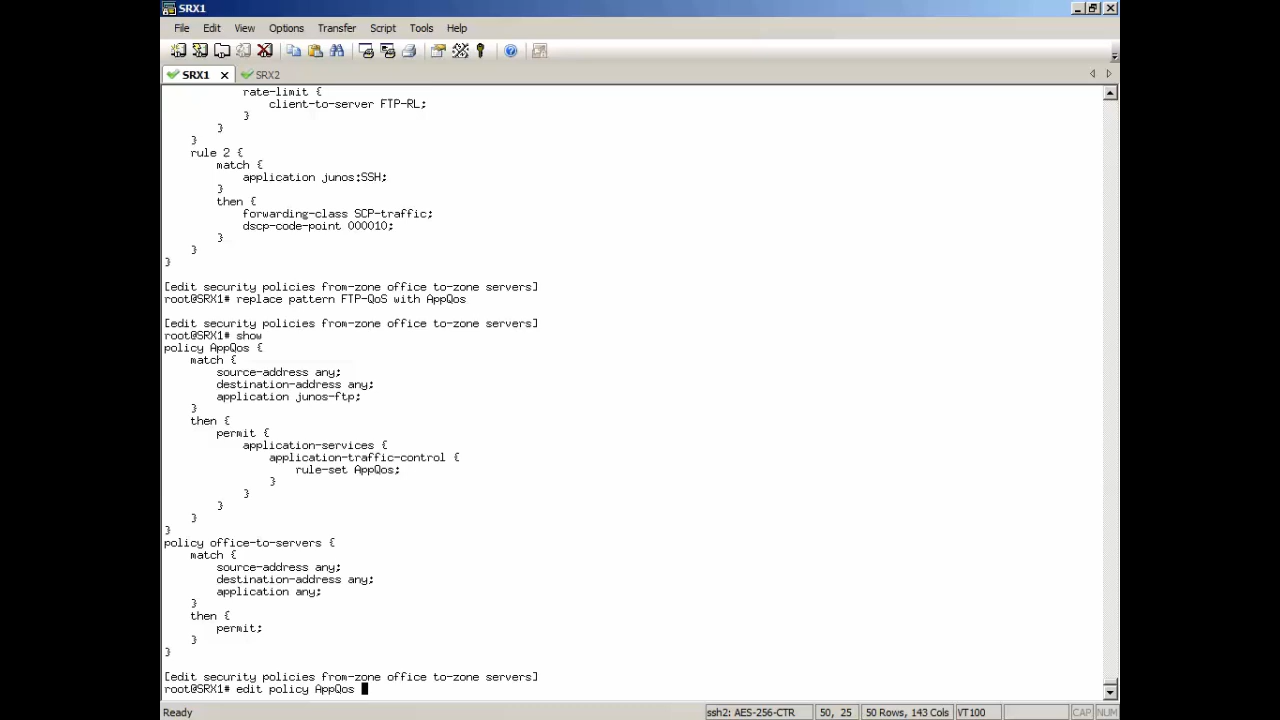 SRX1
File Edit View Options Transfer Script Tools Help
SRX1 SRX2
rate-limit {
client-to-server FTP-RL;
}
}
}
rule 2 {
match {
application junos:SSH;
}
then {
forwarding-class SCP-traffic;
dscp-code-point 000010;
}
}
}
[edit security policies from-zone office to-zone servers]
root@SRX1# replace pattern FTP-QoS with AppQos
[edit security policies from-zone office to-zone servers]
root@SRX1# show
policy AppQos {
match {
source-address any;
destination-address any;
application junos-ftp;
}
then {
permit {
application-services {
application-traffic-control {
rule-set AppQos;
}
}
}
}
}
policy office-to-servers {
match {
source-address any;
destination-address any;
application any;
}
then {
permit;
}
}
[edit security policies from-zone office to-zone servers]
root@SRX1# edit policy AppQos
Ready ssh2: AES-256-CTR 50, 25 50 Rows, 143 Cols VT100 CAP NUM